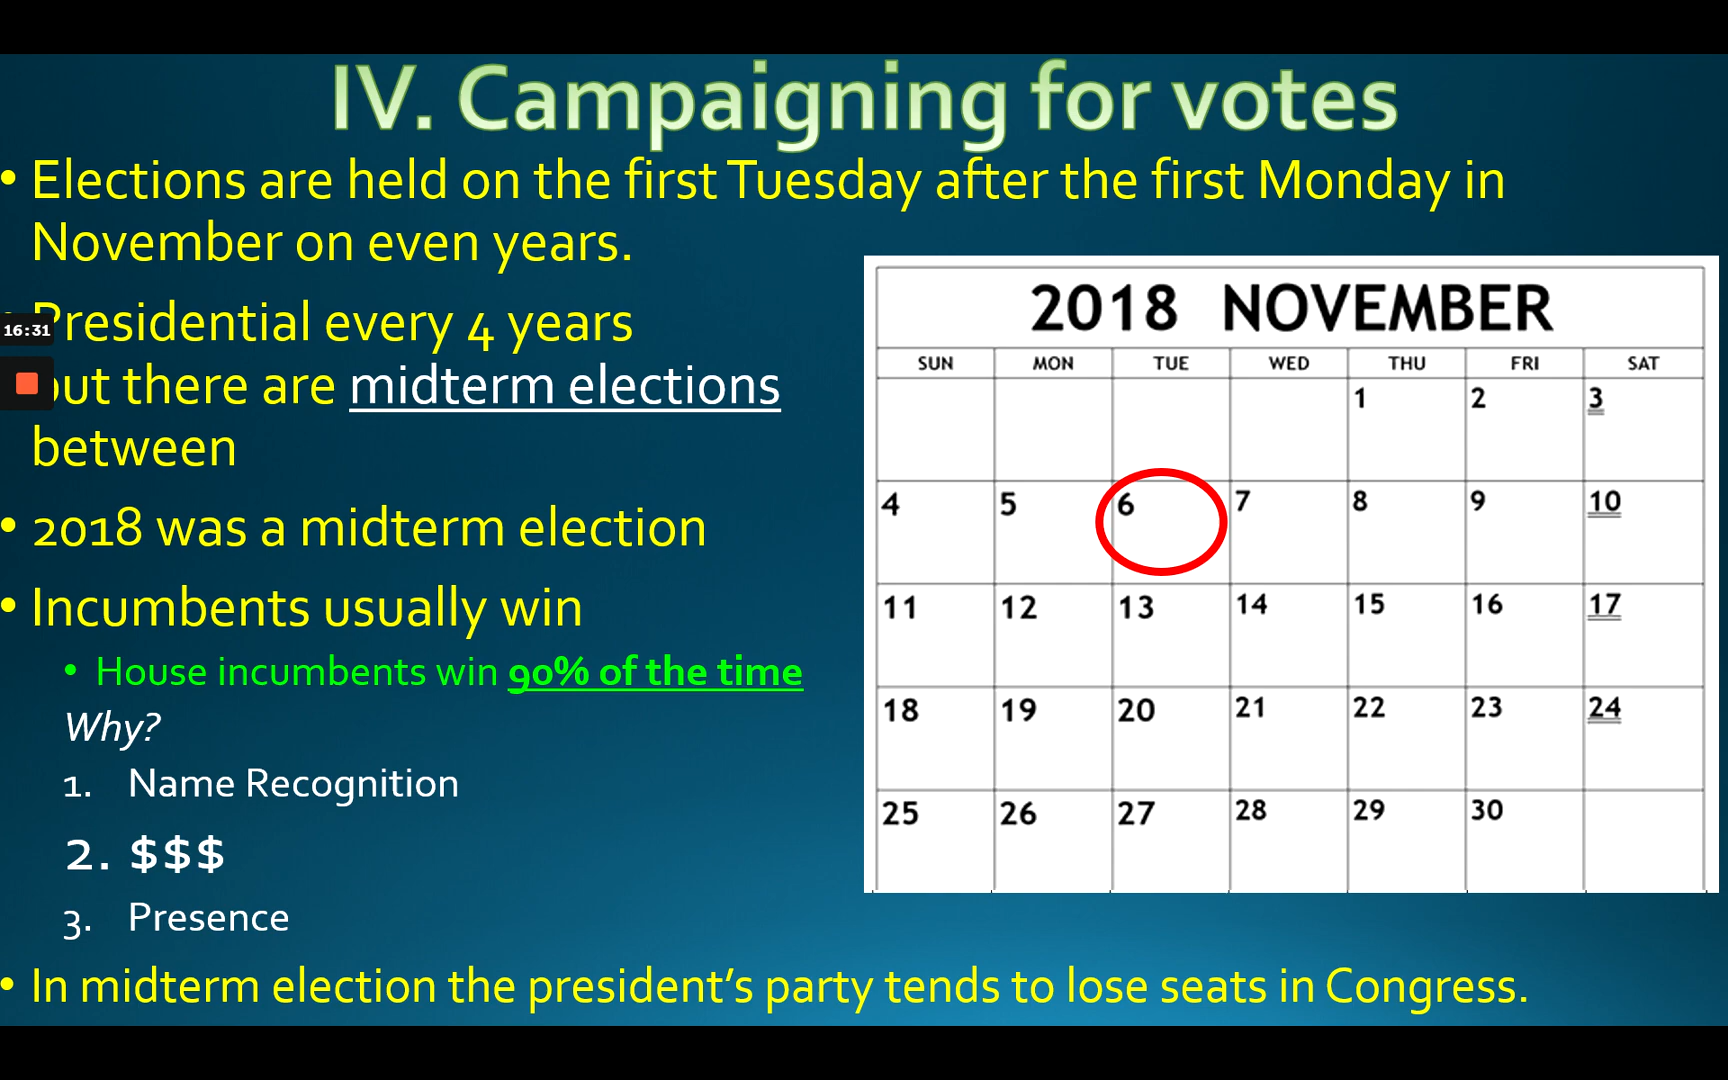 IV. Campaigning for votes
• Elections are held on the first Tuesday after the first Monday in
November on even years.
• Presidential every 4 years
but there are midterm elections
between
• 2018 was a midterm election
• Incumbents usually win
• House incumbents win 90% of the time
Why?
1. Name Recognition
2. $$$
3. Presence
• In midterm election the president’s party tends to lose seats in Congress.
16:31
2018 NOVEMBER
SUN MON TUE WED THU FRI SAT
1 2 3
4 5 6 7 8 9 10
11 12 13 14 15 16 17
18 19 20 21 22 23 24
25 26 27 28 29 30